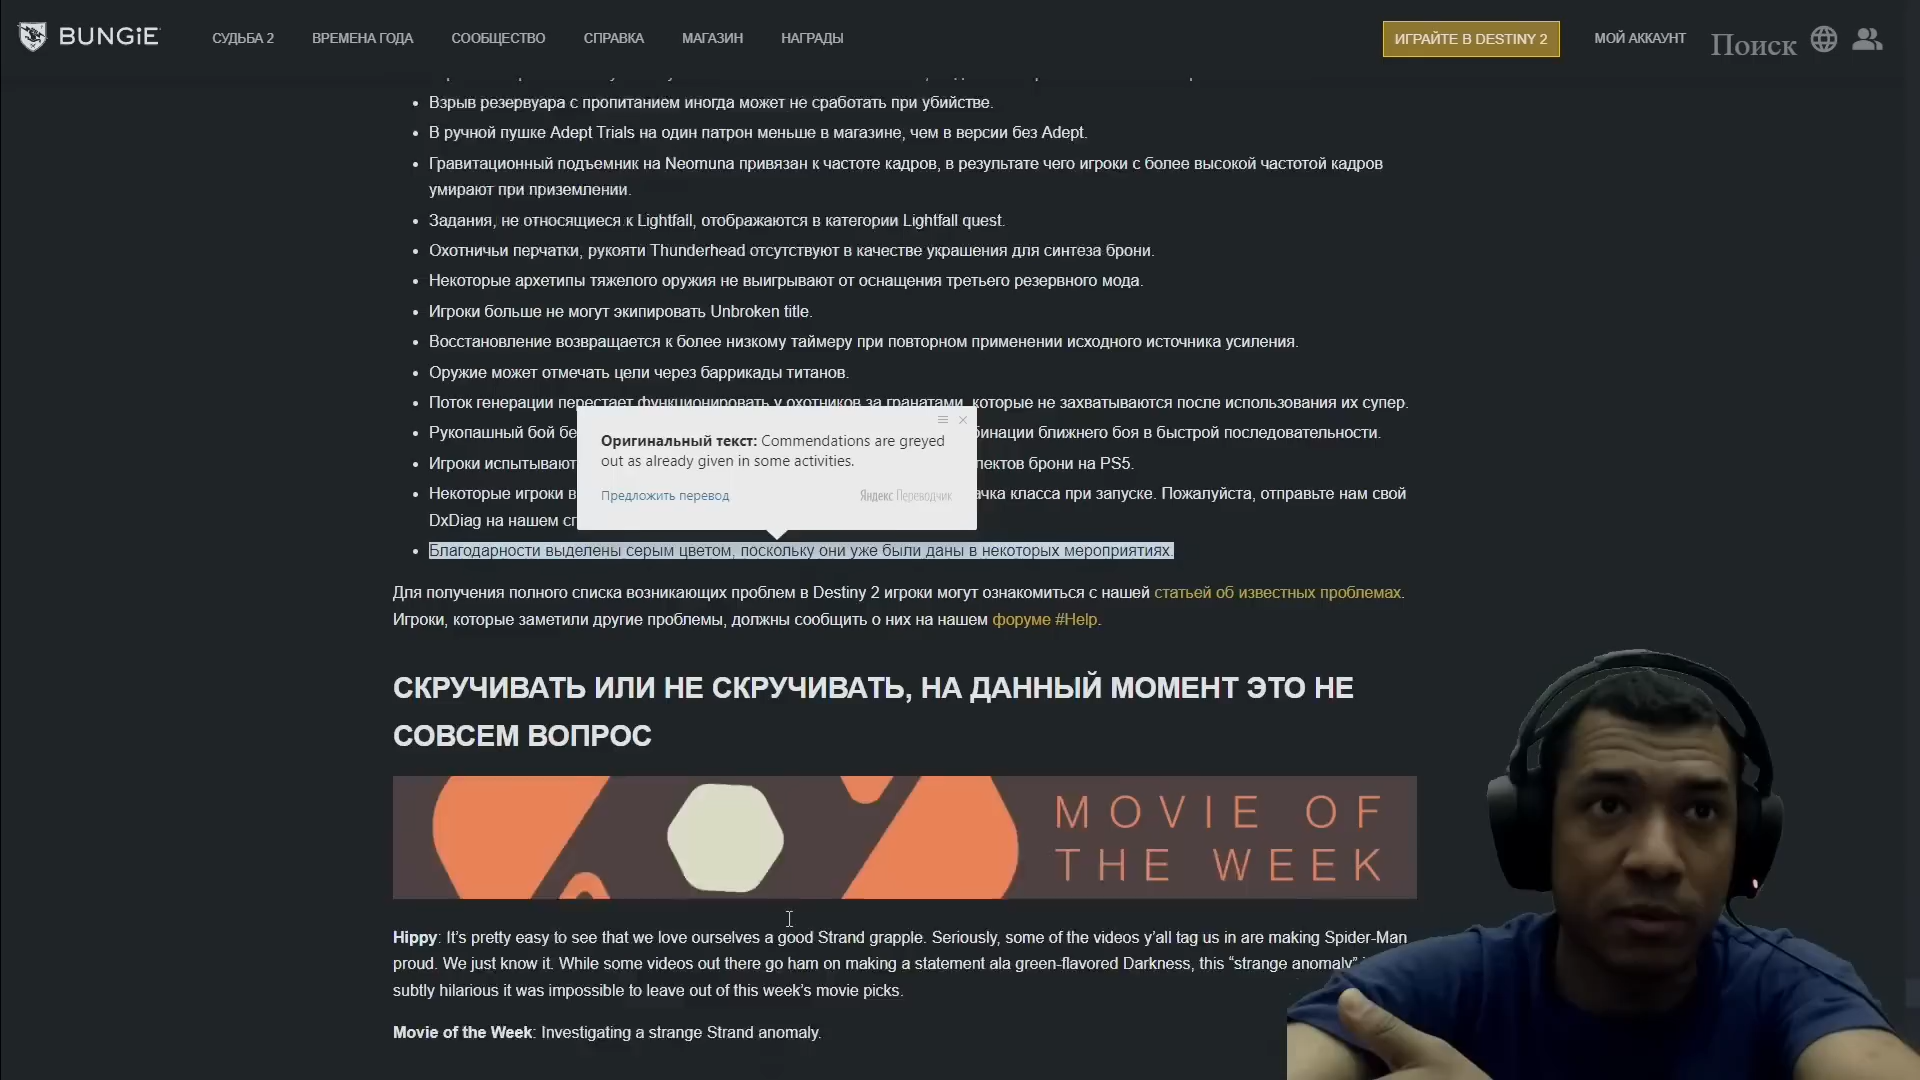 BUNGiE СУДЬБА 2 ВРЕМЕНА ГОДА СООБЩЕСТВО СПРАВКА МАГАЗИН НАГРАДЫ ИГРАЙТЕ В DESTINY 2 МОЙ АККАУНТ Поиск
Взрыв резервуара с пропитанием иногда может не сработать при убийстве.
В ручной пушке Adept Trials на один патрон меньше в магазине, чем в версии без Adept.
Гравитационный подъемник на Neomuna привязан к частоте кадров, в результате чего игроки с более высокой частотой кадров
умирают при приземлении.
Задания, не относящиеся к Lightfall, отображаются в категории Lightfall quest.
Охотничьи перчатки, рукояти Thunderhead отсутствуют в качестве украшения для синтеза брони.
Некоторые архетипы тяжелого оружия не выигрывают от оснащения третьего резервного мода.
Игроки больше не могут экипировать Unbroken title.
Восстановление возвращается к более низкому таймеру при повторном применении исходного источника усиления.
Оружие может отмечать цели через баррикады титанов.
Поток генерации перестает функционировать у охотников за гранатами, которые не захватываются после использования их супер.
Рукопашный бой бе бинации ближнего боя в быстрой последовательности.
Игроки испытывают лектов брони на PS5.
Некоторые игроки в ачка класса при запуске. Пожалуйста, отправьте нам свой
DxDiag на нашем сп
Оригинальный текст: Commendations are greyed
out as already given in some activities.
Предложить перевод Яндекс Переводчик
Благодарности выделены серым цветом, поскольку они уже были даны в некоторых мероприятиях.
Для получения полного списка возникающих проблем в Destiny 2 игроки могут ознакомиться с нашей статьей об известных проблемах.
Игроки, которые заметили другие проблемы, должны сообщить о них на нашем форуме #Help.
СКРУЧИВАТЬ ИЛИ НЕ СКРУЧИВАТЬ, НА ДАННЫЙ МОМЕНТ ЭТО НЕ
СОВСЕМ ВОПРОС
MOVIE OF
THE WEEK
Hippy: It's pretty easy to see that we love ourselves a good Strand grapple. Seriously, some of the videos y'all tag us in are making Spider-Man
proud. We just know it. While some videos out there go ham on making a statement ala green-flavored Darkness, this “strange anomaly”
subtly hilarious it was impossible to leave out of this week's movie picks.
Movie of the Week: Investigating a strange Strand anomaly.